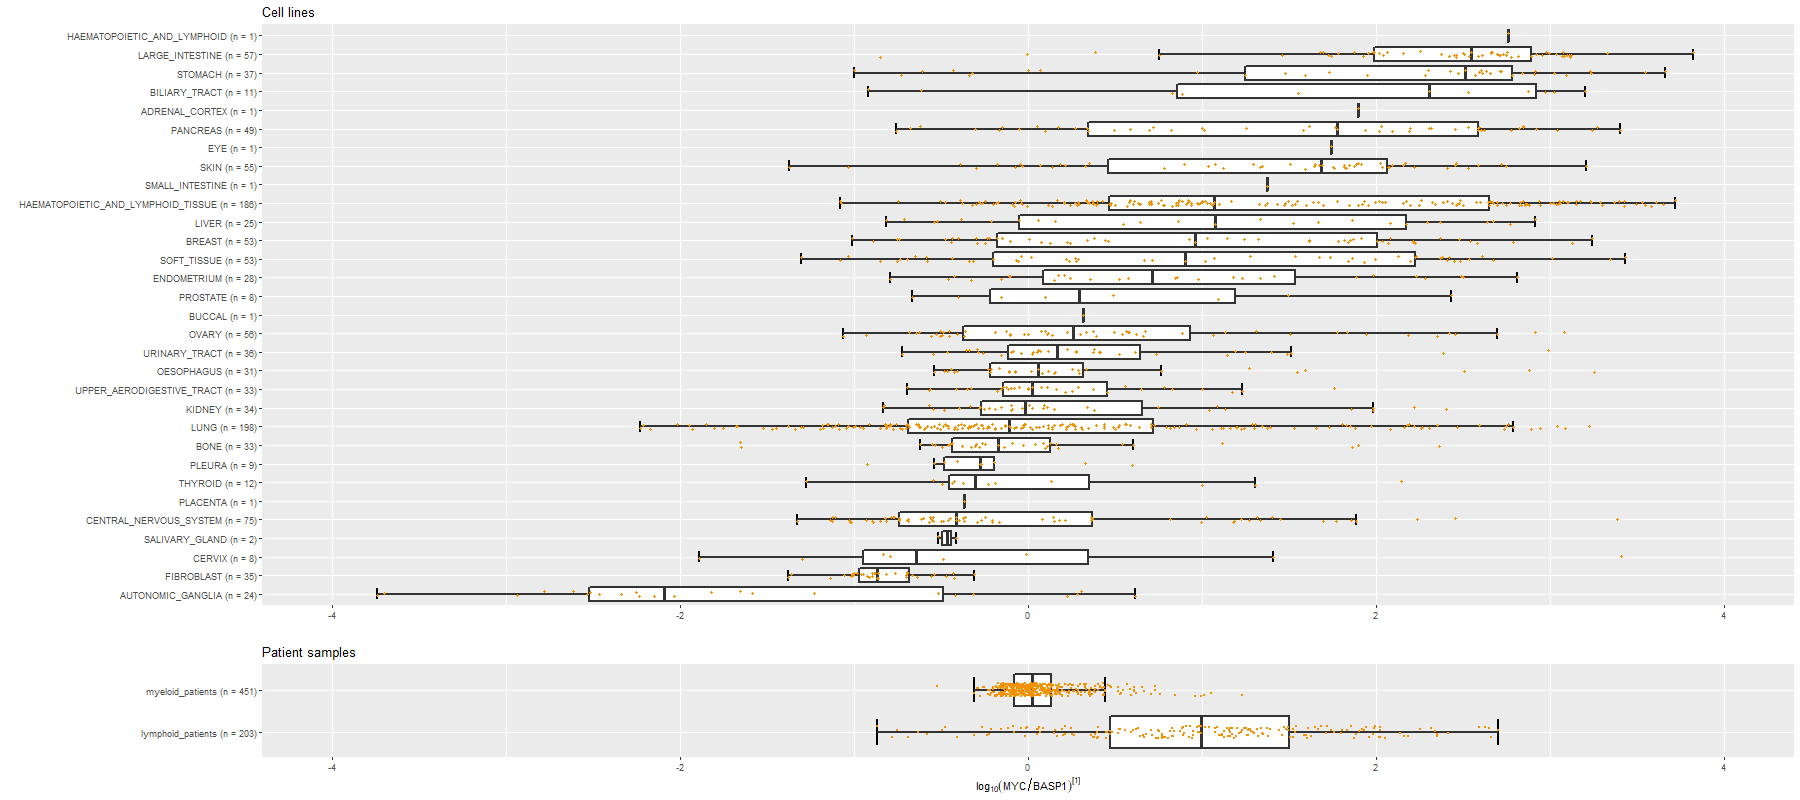 Cell lines
HAEMATOPOIETIC_AND_LYMPHOID (n = 1)
LARGE_INTESTINE (n = 57)
STOMACH (n = 37)
BILIARY_TRACT (n = 11)
ADRENAL_CORTEX (n = 1)
PANCREAS (n = 49)
EYE (n = 1)
SKIN (n = 55)
SMALL_INTESTINE (n = 1)
HAEMATOPOIETIC_AND_LYMPHOID_TISSUE (n = 186)
LIVER (n = 25)
BREAST (n = 53)
SOFT_TISSUE (n = 53)
ENDOMETRIUM (n = 28)
PROSTATE (n = 8)
BUCCAL (n = 1)
OVARY (n = 56)
URINARY_TRACT (n = 36)
OESOPHAGUS (n = 31)
UPPER_AERODIGESTIVE_TRACT (n = 33)
KIDNEY (n = 34)
LUNG (n = 198)
BONE (n = 33)
PLEURA (n = 9)
THYROID (n = 12)
PLACENTA (n = 1)
CENTRAL_NERVOUS_SYSTEM (n = 75)
SALIVARY_GLAND (n = 2)
CERVIX (n = 8)
FIBROBLAST (n = 35)
AUTONOMIC_GANGLIA (n = 24)
-4 -2 0 2 4
Patient samples
myeloid_patients (n = 451)
lymphoid_patients (n = 203)
-4 -2 0 2 4
log10(MYC/BASP1)[1]